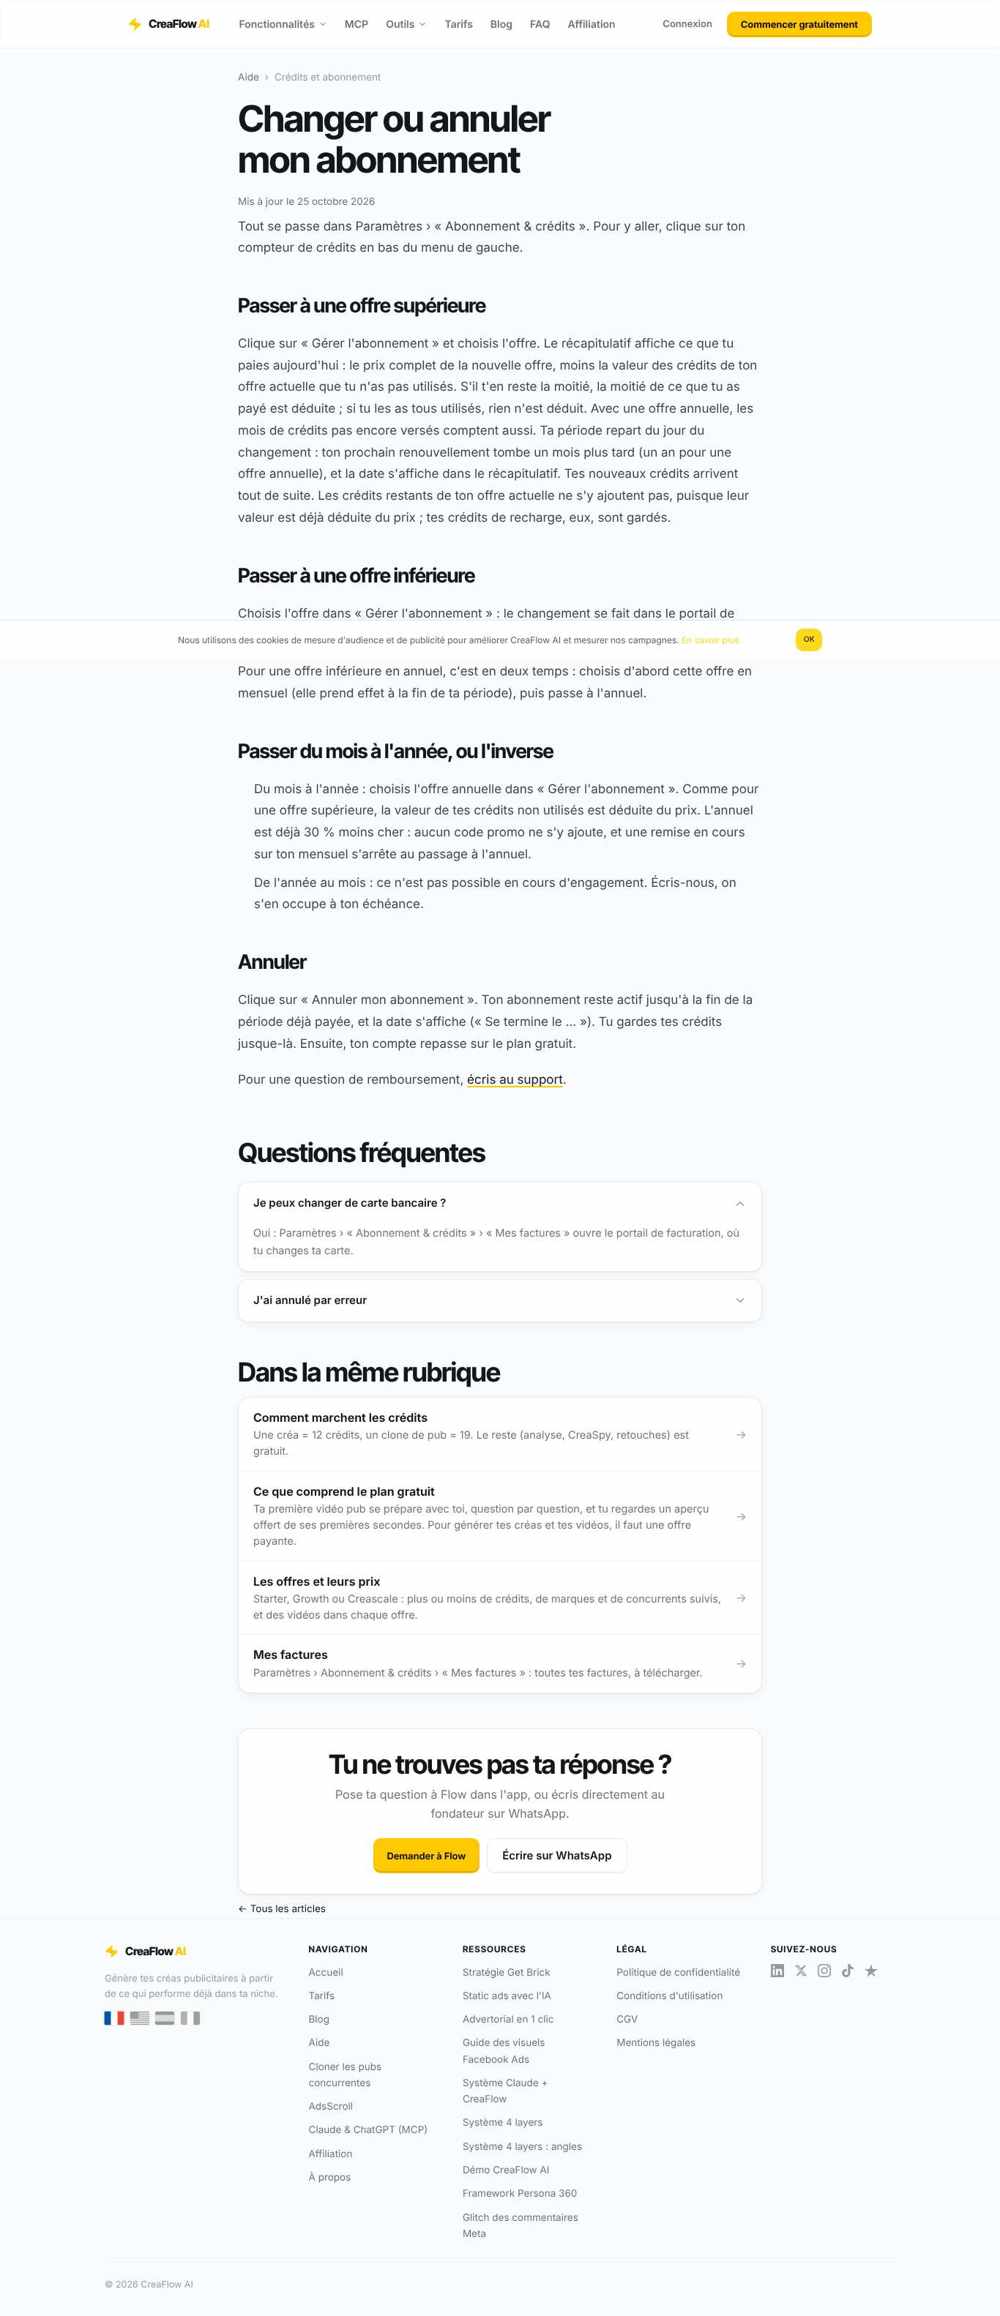 CreaFlow AI
Fonctionnalités
MCP
Outils
Tarifs
Blog
FAQ
Affiliation
Connexion
Commencer gratuitement
Aide › Crédits et abonnement
Changer ou annuler
mon abonnement
Mis à jour le 25 octobre 2026
Tout se passe dans Paramètres › « Abonnement & crédits ». Pour y aller, clique sur ton
compteur de crédits en bas du menu de gauche.
Passer à une offre supérieure
Clique sur « Gérer l'abonnement » et choisis l'offre. Le récapitulatif affiche ce que tu
paies aujourd'hui : le prix complet de la nouvelle offre, moins la valeur des crédits de ton
offre actuelle que tu n'as pas utilisés. S'il t'en reste la moitié, la moitié de ce que tu as
payé est déduite ; si tu les as tous utilisés, rien n'est déduit. Avec une offre annuelle, les
mois de crédits pas encore versés comptent aussi. Ta période repart du jour du
changement : ton prochain renouvellement tombe un mois plus tard (un an pour une
offre annuelle), et la date s'affiche dans le récapitulatif. Tes nouveaux crédits arrivent
tout de suite. Les crédits restants de ton offre actuelle ne s'y ajoutent pas, puisque leur
valeur est déjà déduite du prix ; tes crédits de recharge, eux, sont gardés.
Passer à une offre inférieure
Choisis l'offre dans « Gérer l'abonnement » : le changement se fait dans le portail de
Nous utilisons des cookies de mesure d'audience et de publicité pour améliorer CreaFlow AI et mesurer nos campagnes. En savoir plus
OK
Pour une offre inférieure en annuel, c'est en deux temps : choisis d'abord cette offre en
mensuel (elle prend effet à la fin de ta période), puis passe à l'annuel.
Passer du mois à l'année, ou l'inverse
Du mois à l'année : choisis l'offre annuelle dans « Gérer l'abonnement ». Comme pour
une offre supérieure, la valeur de tes crédits non utilisés est déduite du prix. L'annuel
est déjà 30 % moins cher : aucun code promo ne s'y ajoute, et une remise en cours
sur ton mensuel s'arrête au passage à l'annuel.
De l'année au mois : ce n'est pas possible en cours d'engagement. Écris-nous, on
s'en occupe à ton échéance.
Annuler
Clique sur « Annuler mon abonnement ». Ton abonnement reste actif jusqu'à la fin de la
période déjà payée, et la date s'affiche (« Se termine le ... »). Tu gardes tes crédits
jusque-là. Ensuite, ton compte repasse sur le plan gratuit.
Pour une question de remboursement, écris au support.
Questions fréquentes
Je peux changer de carte bancaire ?
Oui : Paramètres › « Abonnement & crédits » › « Mes factures » ouvre le portail de facturation, où
tu changes ta carte.
J'ai annulé par erreur
Dans la même rubrique
Comment marchent les crédits
Une créa = 12 crédits, un clone de pub = 19. Le reste (analyse, CreaSpy, retouches) est
gratuit.
→
Ce que comprend le plan gratuit
Ta première vidéo pub se prépare avec toi, question par question, et tu regardes un aperçu
offert de ses premières secondes. Pour générer tes créas et tes vidéos, il faut une offre
payante.
→
Les offres et leurs prix
Starter, Growth ou Creascale : plus ou moins de crédits, de marques et de concurrents suivis,
et des vidéos dans chaque offre.
→
Mes factures
Paramètres › Abonnement & crédits › « Mes factures » : toutes tes factures, à télécharger.
→
Tu ne trouves pas ta réponse ?
Pose ta question à Flow dans l'app, ou écris directement au
fondateur sur WhatsApp.
Demander à Flow
Écrire sur WhatsApp
← Tous les articles
CreaFlow AI
Génère tes créas publicitaires à partir
de ce qui performe déjà dans ta niche.
NAVIGATION
Accueil
Tarifs
Blog
Aide
Cloner les pubs
concurrentes
AdsScroll
Claude & ChatGPT (MCP)
Affiliation
À propos
RESSOURCES
Stratégie Get Brick
Static ads avec l'IA
Advertorial en 1 clic
Guide des visuels
Facebook Ads
Système Claude +
CreaFlow
Système 4 layers
Système 4 layers : angles
Démo CreaFlow AI
Framework Persona 360
Glitch des commentaires
Meta
LÉGAL
Politique de confidentialité
Conditions d'utilisation
CGV
Mentions légales
SUIVEZ-NOUS
© 2026 CreaFlow AI